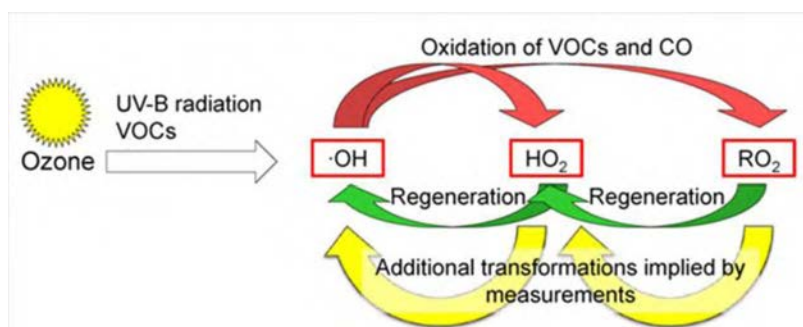 Oxidation of VOCs and CO
UV-B radiation
VOCs
Ozone
·OH
HO₂
RO₂
Regeneration
Regeneration
Additional transformations implied by
measurements